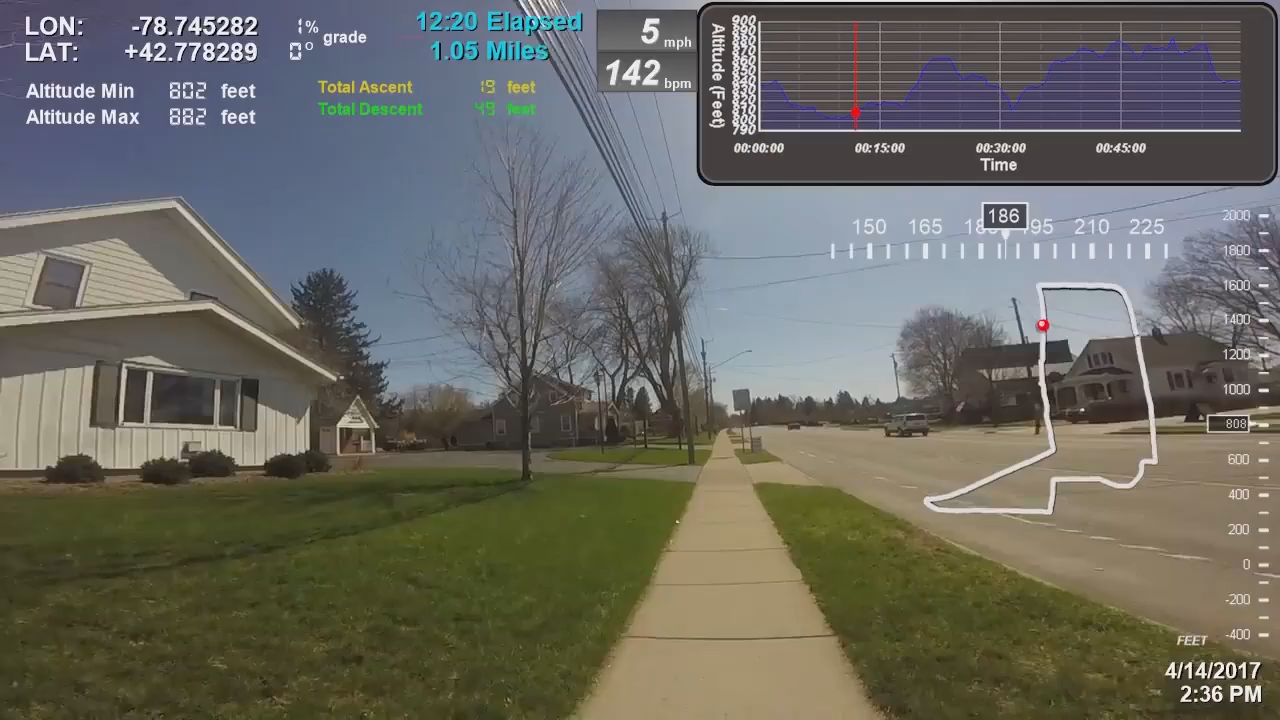 LON: -78.745282
LAT: +42.778289
1% grade
0°
12:20 Elapsed
1.05 Miles
5 mph
142 bpm
Altitude Min 802 feet
Altitude Max 882 feet
Total Ascent 19 feet
Total Descent 49 feet
Altitude (Feet)
900
890
880
870
860
850
840
830
820
810
800
790
00:00:00 00:15:00 00:30:00 00:45:00
Time
186
150 165 180 195 210 225
2000
1800
1600
1400
1200
1000
808
600
400
200
0
-200
-400
FEET
4/14/2017
2:36 PM